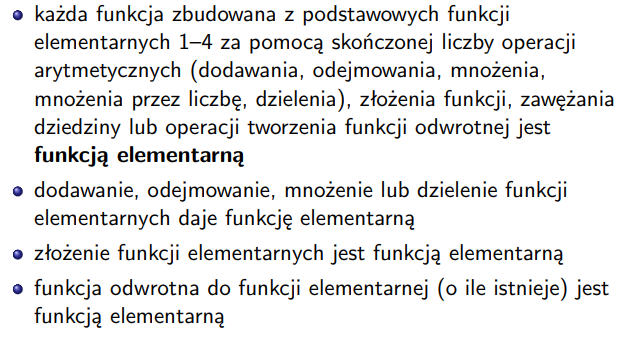 każda funkcja zbudowana z podstawowych funkcji
elementarnych 1–4 za pomocą skończonej liczby operacji
arytmetycznych (dodawania, odejmowania, mnożenia,
mnożenia przez liczbę, dzielenia), złożenia funkcji, zawężania
dziedziny lub operacji tworzenia funkcji odwrotnej jest
funkcją elementarną
dodawanie, odejmowanie, mnożenie lub dzielenie funkcji
elementarnych daje funkcję elementarną
złożenie funkcji elementarnych jest funkcją elementarną
funkcja odwrotna do funkcji elementarnej (o ile istnieje) jest
funkcją elementarną